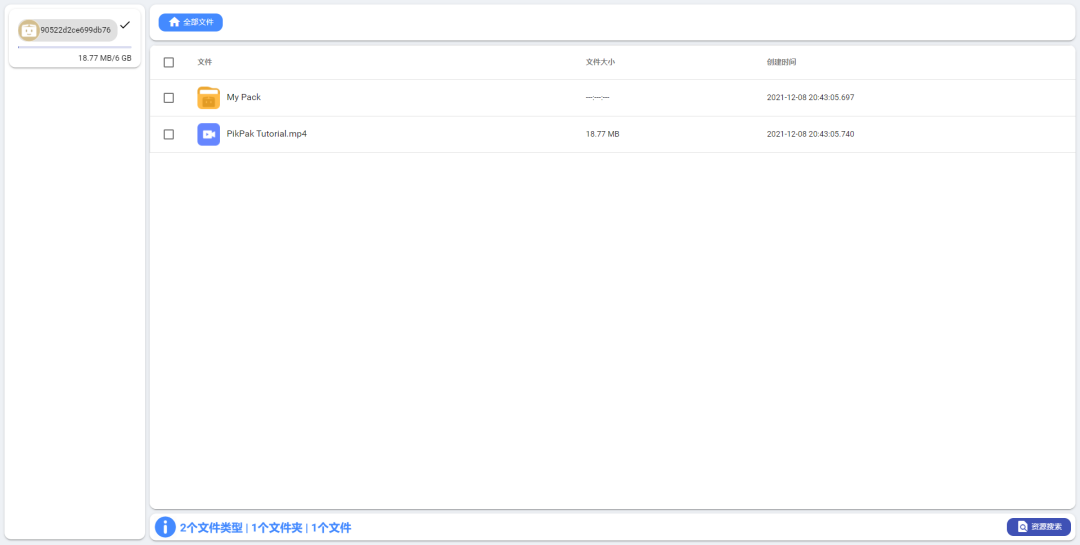 90522d2ce699db76
18.77 MB/6 GB
全部文件
文件 文件大小 创建时间
My Pack ---:---:--- 2021-12-08 20:43:05.697
PikPak Tutorial.mp4 18.77 MB 2021-12-08 20:43:05.740
2个文件类型 | 1个文件夹 | 1个文件
资源搜索